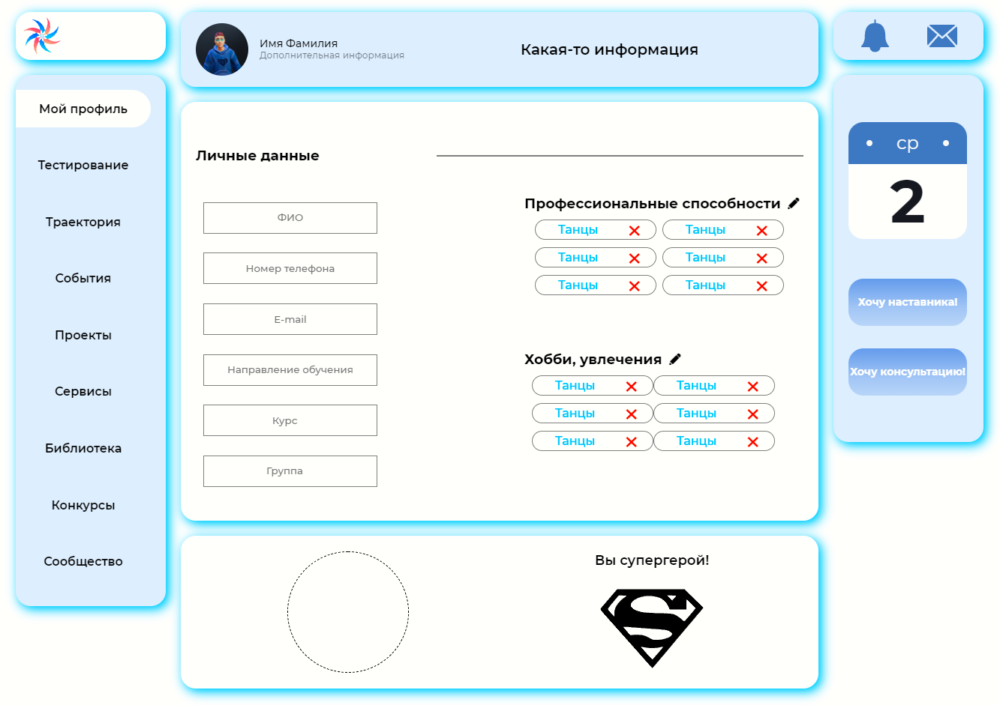 Имя Фамилия
Дополнительная информация
Какая-то информация
Мой профиль
Тестирование
Траектория
События
Проекты
Сервисы
Библиотека
Конкурсы
Сообщество
Личные данные
ФИО
Номер телефона
E-mail
Направление обучения
Курс
Группа
Профессиональные способности
Танцы Танцы
Танцы Танцы
Танцы Танцы
Хобби, увлечения
Танцы Танцы
Танцы Танцы
Танцы Танцы
Вы супергерой!
S
ср
2
Хочу наставника!
Хочу консультацию!